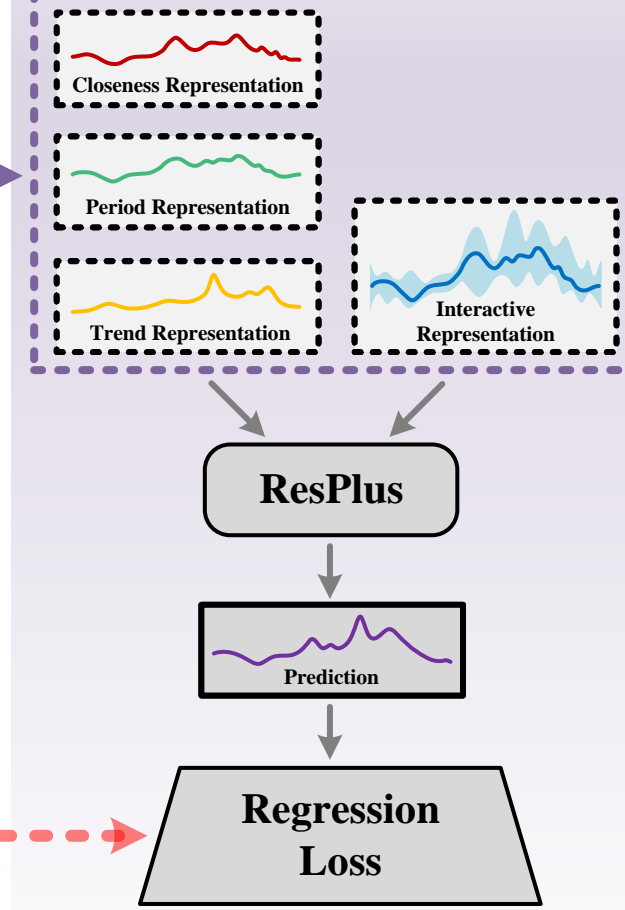 Closeness Representation
Period Representation
Trend Representation
Interactive
Representation
ResPlus
Prediction
Regression
Loss